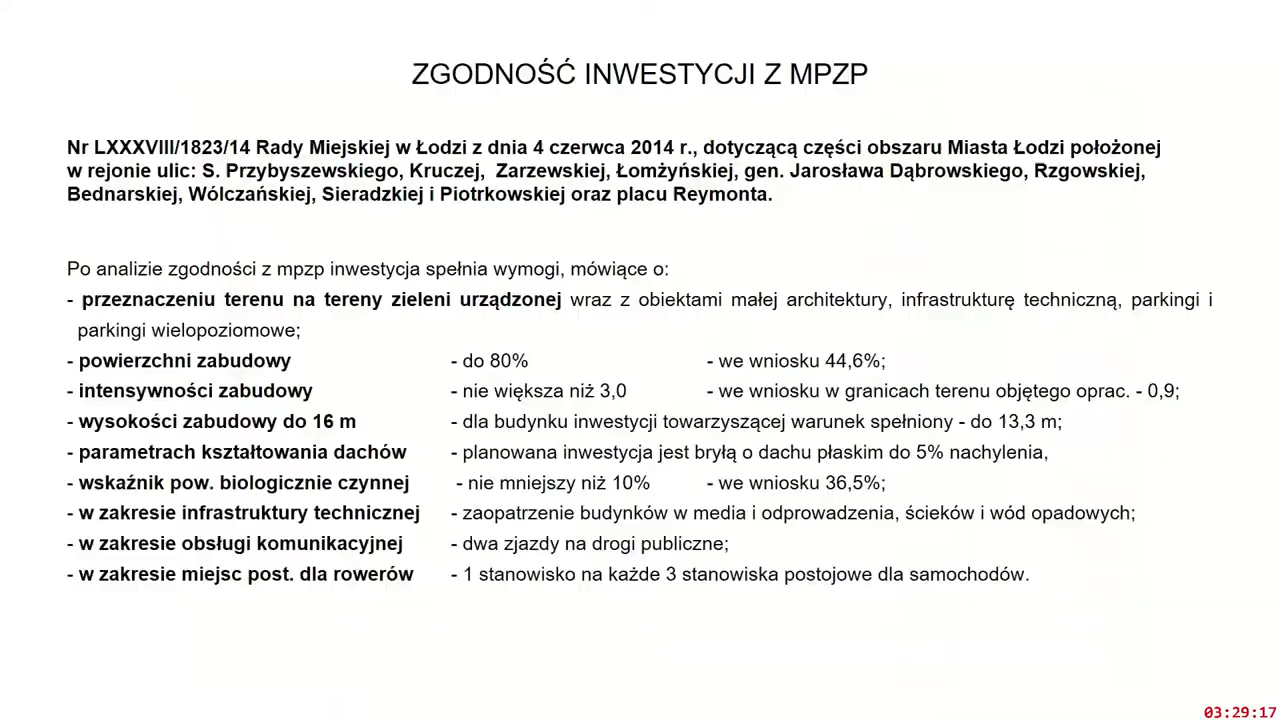 ZGODNOŚĆ INWESTYCJI Z MPZP
Nr LXXXVIII/1823/14 Rady Miejskiej w Łodzi z dnia 4 czerwca 2014 r., dotyczącą części obszaru Miasta Łodzi położonej
w rejonie ulic: S. Przybyszewskiego, Kruczej, Zarzewskiej, Łomżyńskiej, gen. Jarosława Dąbrowskiego, Rzgowskiej,
Bednarskiej, Wólczańskiej, Sieradzkiej i Piotrkowskiej oraz placu Reymonta.
Po analizie zgodności z mpzp inwestycja spełnia wymogi, mówiące o:
- przeznaczeniu terenu na tereny zieleni urządzonej wraz z obiektami małej architektury, infrastrukturę techniczną, parkingi i
parkingi wielopoziomowe;
- powierzchni zabudowy - do 80% - we wniosku 44,6%;
- intensywności zabudowy - nie większa niż 3,0 - we wniosku w granicach terenu objętego oprac. - 0,9;
- wysokości zabudowy do 16 m - dla budynku inwestycji towarzyszącej warunek spełniony - do 13,3 m;
- parametrach kształtowania dachów - planowana inwestycja jest bryłą o dachu płaskim do 5% nachylenia,
- wskaźnik pow. biologicznie czynnej - nie mniejszy niż 10% - we wniosku 36,5%;
- w zakresie infrastruktury technicznej - zaopatrzenie budynków w media i odprowadzenia, ścieków i wód opadowych;
- w zakresie obsługi komunikacyjnej - dwa zjazdy na drogi publiczne;
- w zakresie miejsc post. dla rowerów - 1 stanowisko na każde 3 stanowiska postojowe dla samochodów.
03:29:17